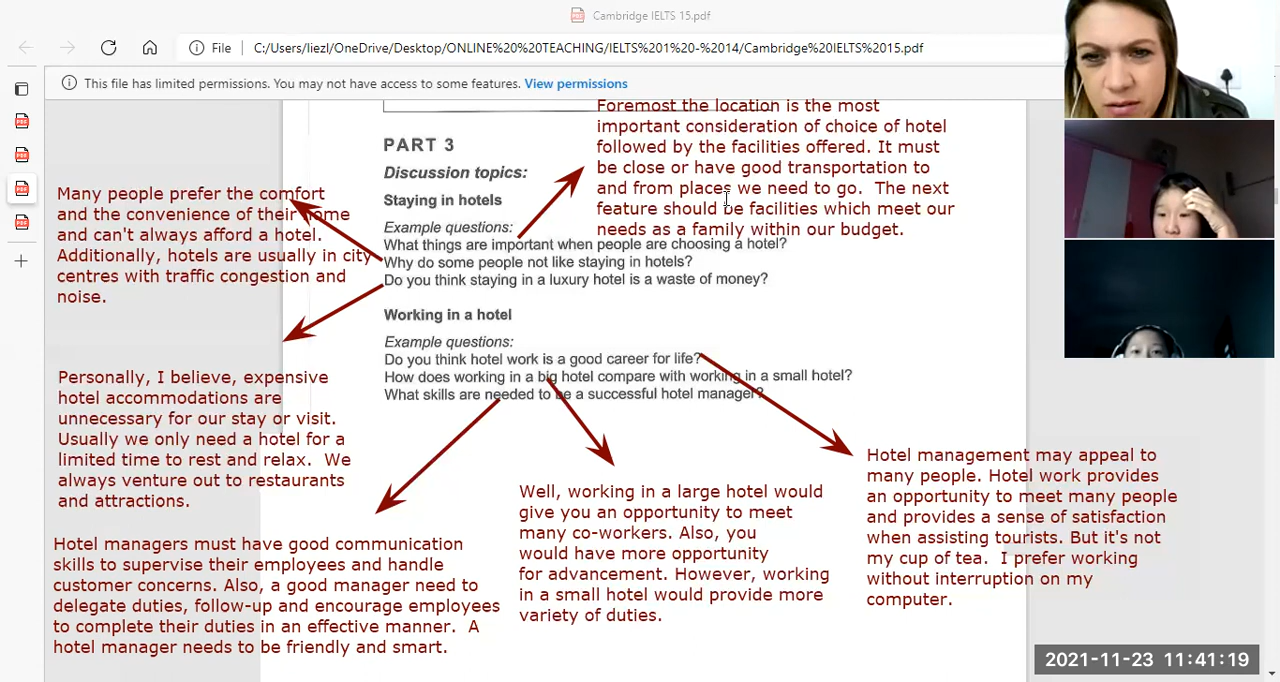 Cambridge IELTS 15.pdf
File
C:/Users/liezl/OneDrive/Desktop/ONLINE%20%20TEACHING/IELTS%201%20-%2014/Cambridge%20IELTS%2015.pdf
This file has limited permissions. You may not have access to some features. View permissions
Foremost the location is the most
important consideration of choice of hotel
followed by the facilities offered. It must
be close or have good transportation to
and from places we need to go. The next
feature should be facilities which meet our
needs as a family within our budget.
PART 3
Discussion topics:
Staying in hotels
Example questions:
What things are important when people are choosing a hotel?
Why do some people not like staying in hotels?
Do you think staying in a luxury hotel is a waste of money?
Working in a hotel
Example questions:
Do you think hotel work is a good career for life?
How does working in a big hotel compare with working in a small hotel?
What skills are needed to be a successful hotel manager?
Many people prefer the comfort
and the convenience of their home
and can't always afford a hotel.
Additionally, hotels are usually in city
centres with traffic congestion and
noise.
Personally, I believe, expensive
hotel accommodations are
unnecessary for our stay or visit.
Usually we only need a hotel for a
limited time to rest and relax. We
always venture out to restaurants
and attractions.
Hotel managers must have good communication
skills to supervise their employees and handle
customer concerns. Also, a good manager need to
delegate duties, follow-up and encourage employees
to complete their duties in an effective manner. A
hotel manager needs to be friendly and smart.
Well, working in a large hotel would
give you an opportunity to meet
many co-workers. Also, you
would have more opportunity
for advancement. However, working
in a small hotel would provide more
variety of duties.
Hotel management may appeal to
many people. Hotel work provides
an opportunity to meet many people
and provides a sense of satisfaction
when assisting tourists. But it's not
my cup of tea. I prefer working
without interruption on my
computer.
2021-11-23 11:41:19